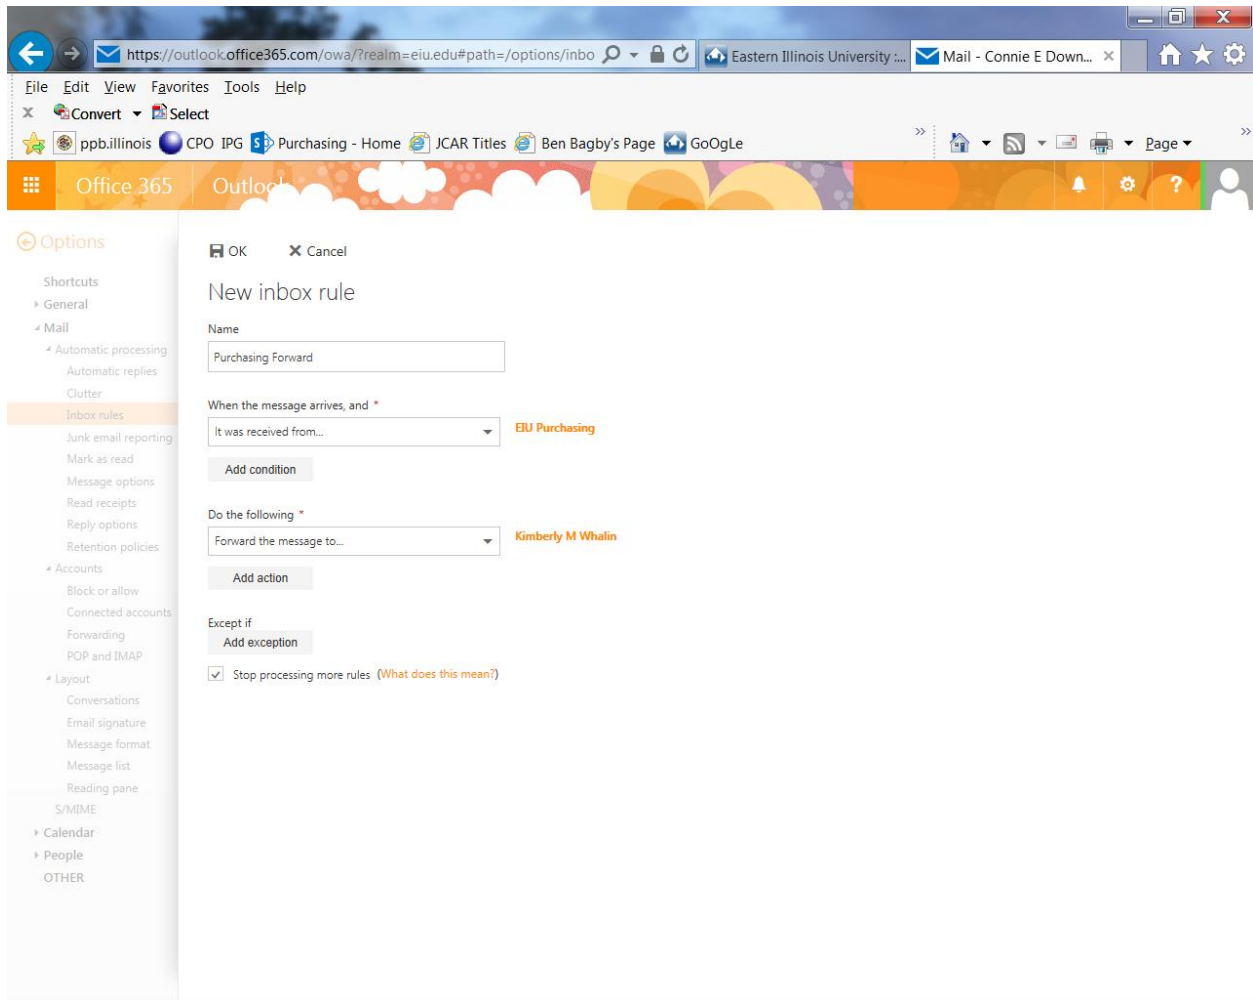 https://outlook.office365.com/owa/?realm=eiu.edu#path=/options/inbo
Eastern Illinois University :...
Mail - Connie E Down...
File Edit View Favorites Tools Help
x Convert Select
ppb.illinois CPO IPG Purchasing - Home JCAR Titles Ben Bagby's Page GoOgLe » Page »
Office 365 Outlook ?
Options
Shortcuts
General
Mail
Automatic processing
Automatic replies
Clutter
Inbox rules
Junk email reporting
Mark as read
Message options
Read receipts
Reply options
Retention policies
Accounts
Block or allow
Connected accounts
Forwarding
POP and IMAP
Layout
Conversations
Email signature
Message format
Message list
Reading pane
S/MIME
Calendar
People
OTHER
OK Cancel
New inbox rule
Name
Purchasing Forward
When the message arrives, and *
It was received from... EIU Purchasing
Add condition
Do the following *
Forward the message to... Kimberly M Whalin
Add action
Except if
Add exception
Stop processing more rules (What does this mean?)